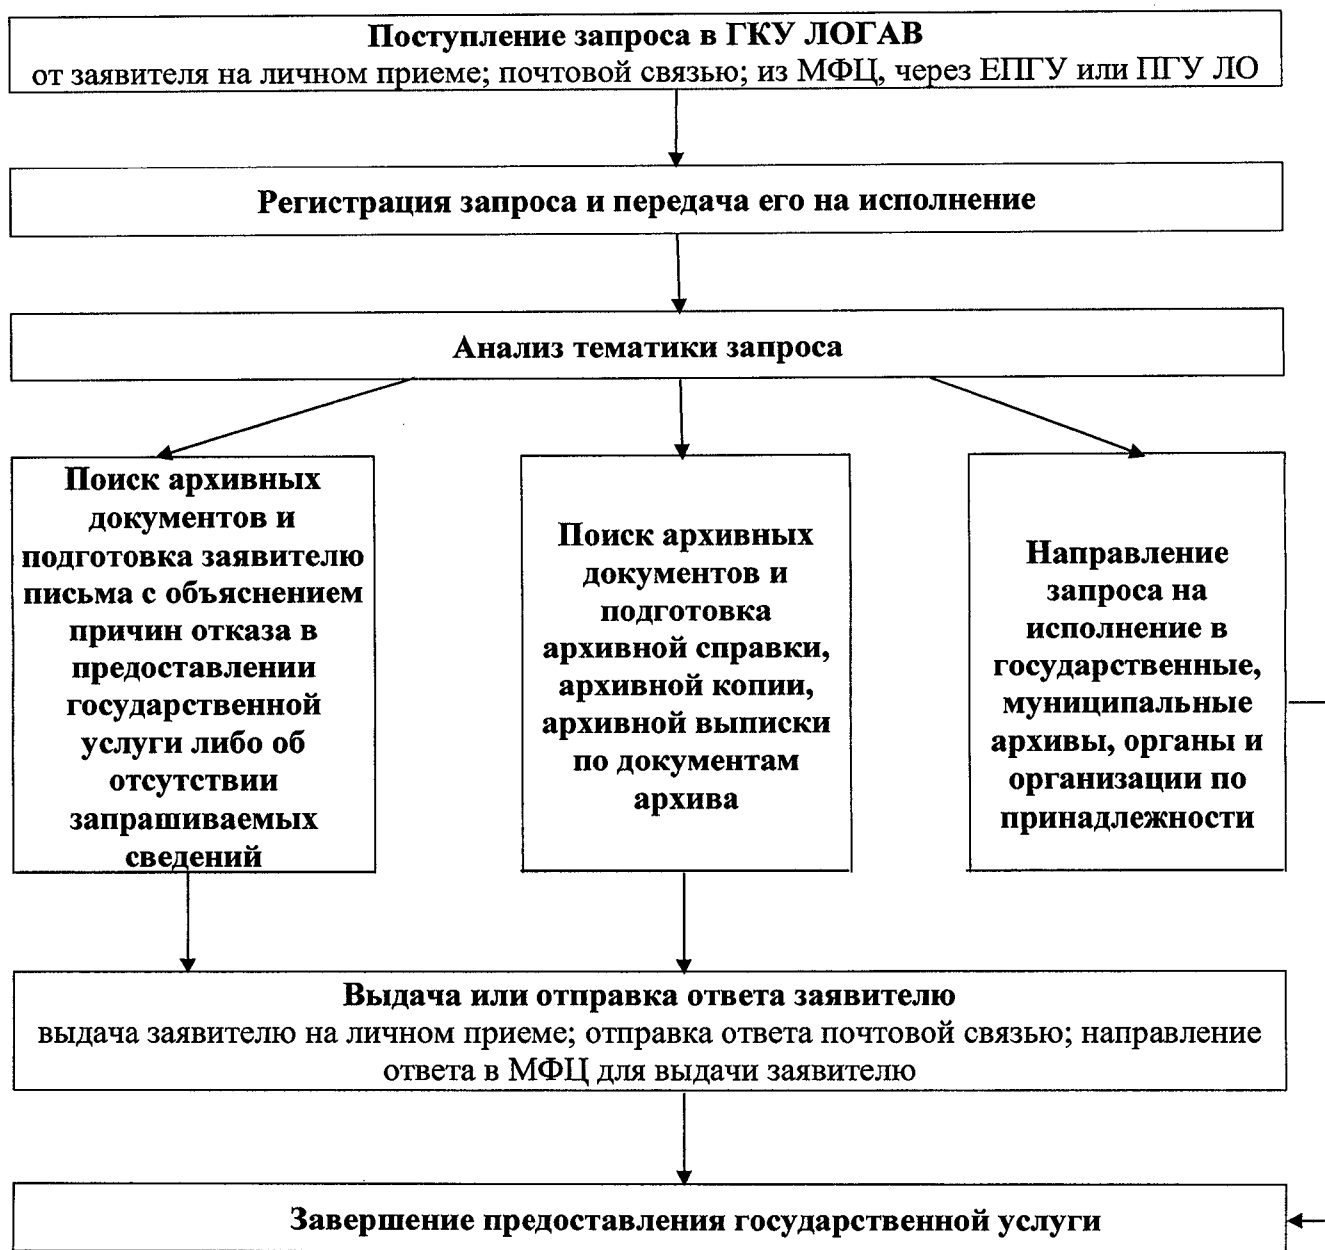 Поступление запроса в ГКУ ЛОГАВ
от заявителя на личном приеме; почтовой связью; из МФЦ, через ЕПГУ или ПГУ ЛО
Регистрация запроса и передача его на исполнение
Анализ тематики запроса
Поиск архивных
документов и
подготовка заявителю
письма с объяснением
причин отказа в
предоставлении
государственной
услуги либо об
отсутствии
запрашиваемых
сведений
Поиск архивных
документов и
подготовка
архивной справки,
архивной копии,
архивной выписки
по документам
архива
Направление
запроса на
исполнение в
государственные,
муниципальные
архивы, органы и
организации по
принадлежности
Выдача или отправка ответа заявителю
выдача заявителю на личном приеме; отправка ответа почтовой связью; направление
ответа в МФЦ для выдачи заявителю
Завершение предоставления государственной услуги